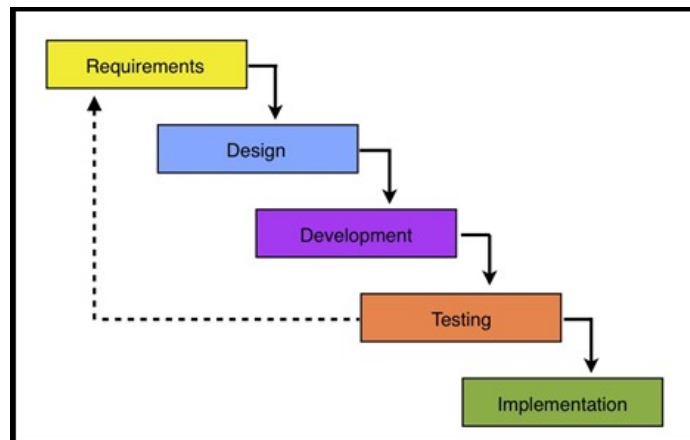 Requirements
Design
Development
Testing
Implementation